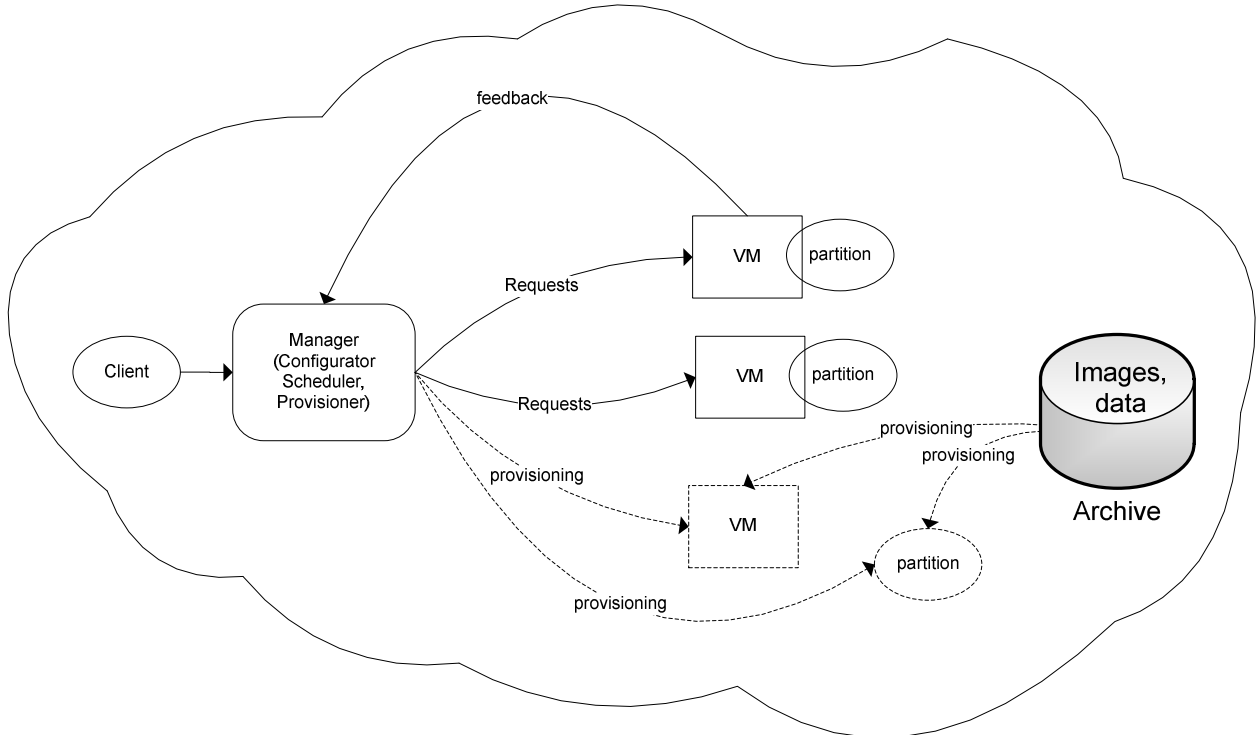 feedback
VM
partition
Requests
Manager
(Configurator
Scheduler,
Provisioner)
Client
VM
partition
Requests
Images,
data
provisioning
provisioning
provisioning
Archive
VM
partition
provisioning